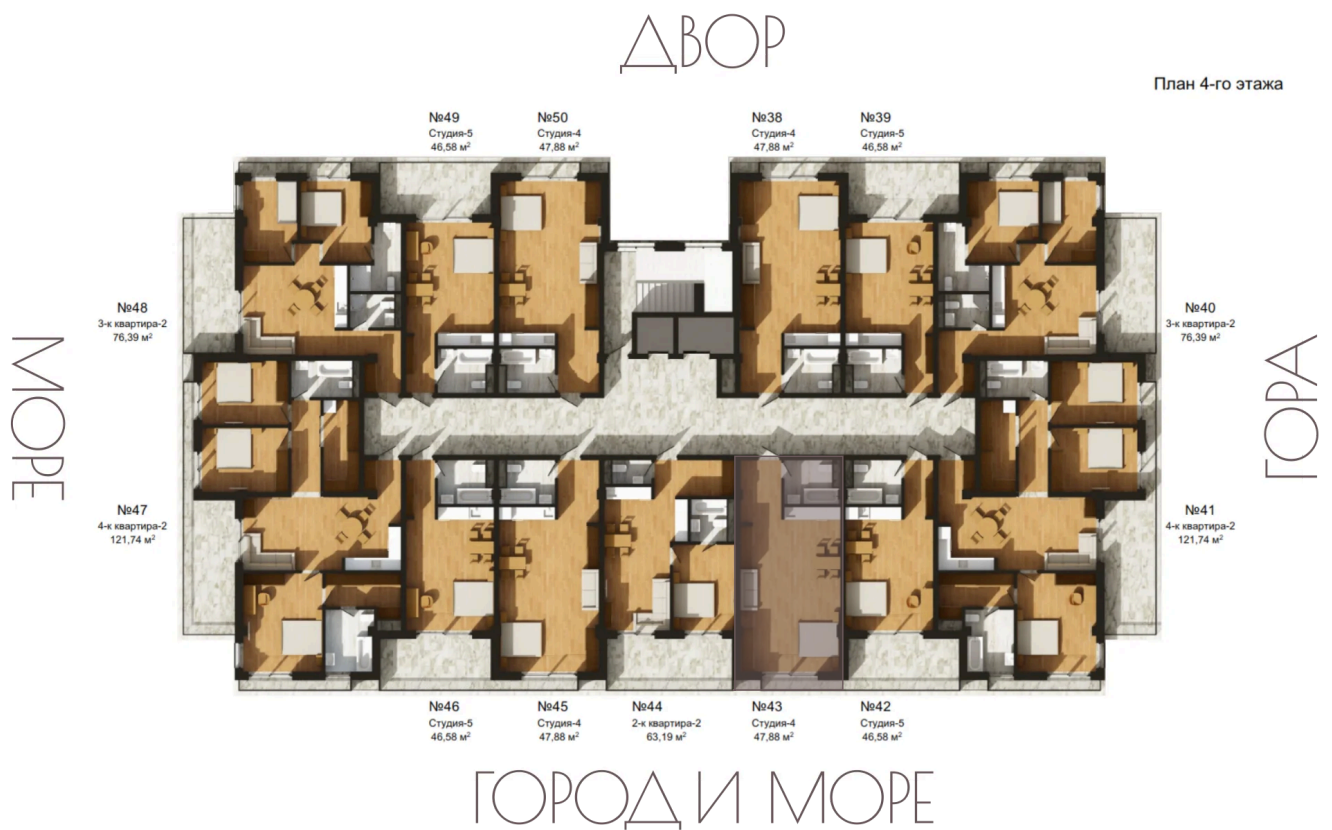 ДВОР
План 4-го этажа
№49
Студия-5
46,58 м²
№50
Студия-4
47,88 м²
№38
Студия-4
47,88 м²
№39
Студия-5
46,58 м²
№48
3-к квартира-2
76,39 м²
№40
3-к квартира-2
76,39 м²
МОРЕ
ГОРА
№47
4-к квартира-2
121,74 м²
№41
4-к квартира-2
121,74 м²
№46
Студия-5
46,58 м²
№45
Студия-4
47,88 м²
№44
2-к квартира-2
63,19 м²
№43
Студия-4
47,88 м²
№42
Студия-5
46,58 м²
ГОРОД И МОРЕ